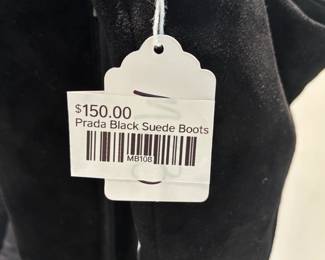 $150.00
Prada Black Suede Boots
MB108